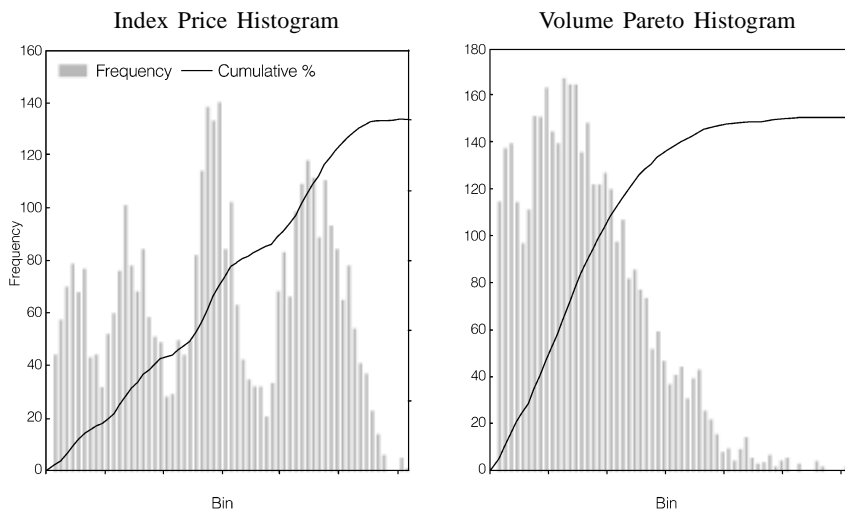 Index Price Histogram
Volume Pareto Histogram
Frequency
Cumulative %
160
140
120
100
80
60
40
20
0
Frequency
Bin
180
160
140
120
100
80
60
40
20
0
Bin